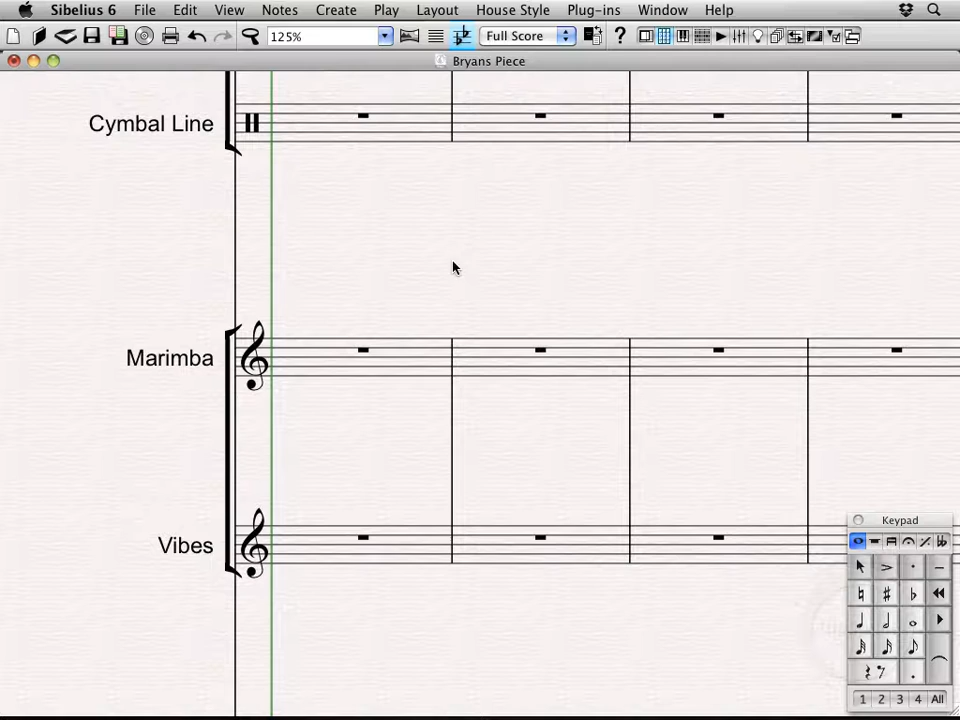 Sibelius 6 File Edit View Notes Create Play Layout House Style Plug-ins Window Help
125% Full Score ?
Bryans Piece
Cymbal Line
Marimba
Vibes
Keypad
1 2 3 4 All